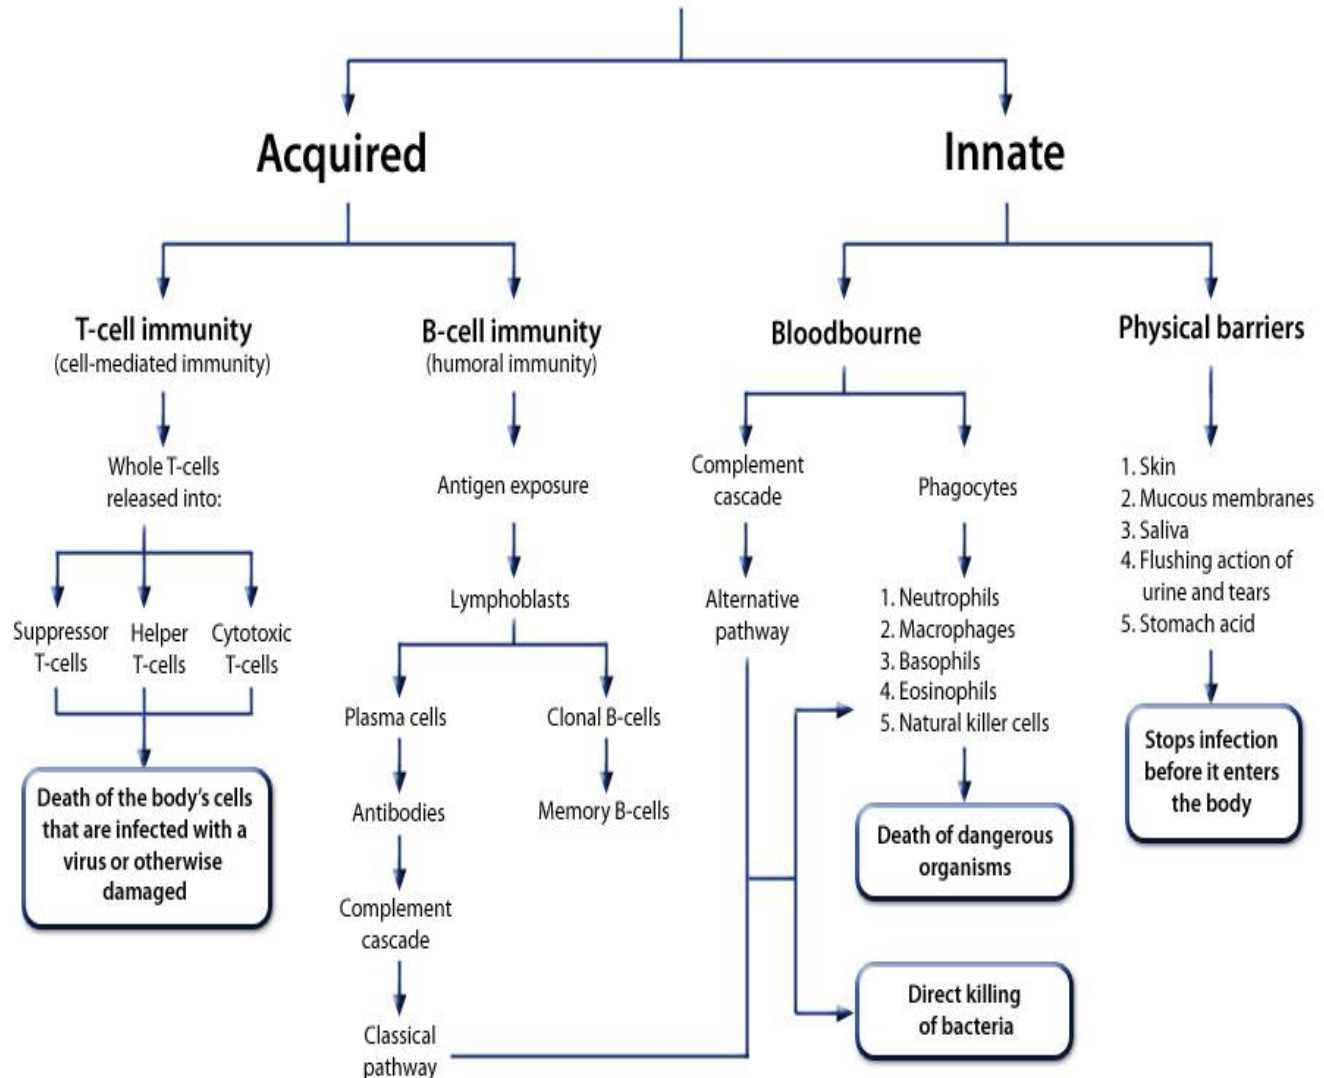 Acquired
Innate
T-cell immunity
(cell-mediated immunity)
B-cell immunity
(humoral immunity)
Bloodbourne
Physical barriers
Whole T-cells
released into:
Antigen exposure
Complement
cascade
Phagocytes
1. Skin
2. Mucous membranes
3. Saliva
4. Flushing action of
urine and tears
5. Stomach acid
Suppressor
T-cells
Helper
T-cells
Cytotoxic
T-cells
Lymphoblasts
Alternative
pathway
1. Neutrophils
2. Macrophages
3. Basophils
4. Eosinophils
5. Natural killer cells
Plasma cells
Clonal B-cells
Stops infection
before it enters
the body
Death of the body's cells
that are infected with a
virus or otherwise
damaged
Antibodies
Memory B-cells
Death of dangerous
organisms
Complement
cascade
Direct killing
of bacteria
Classical
pathway